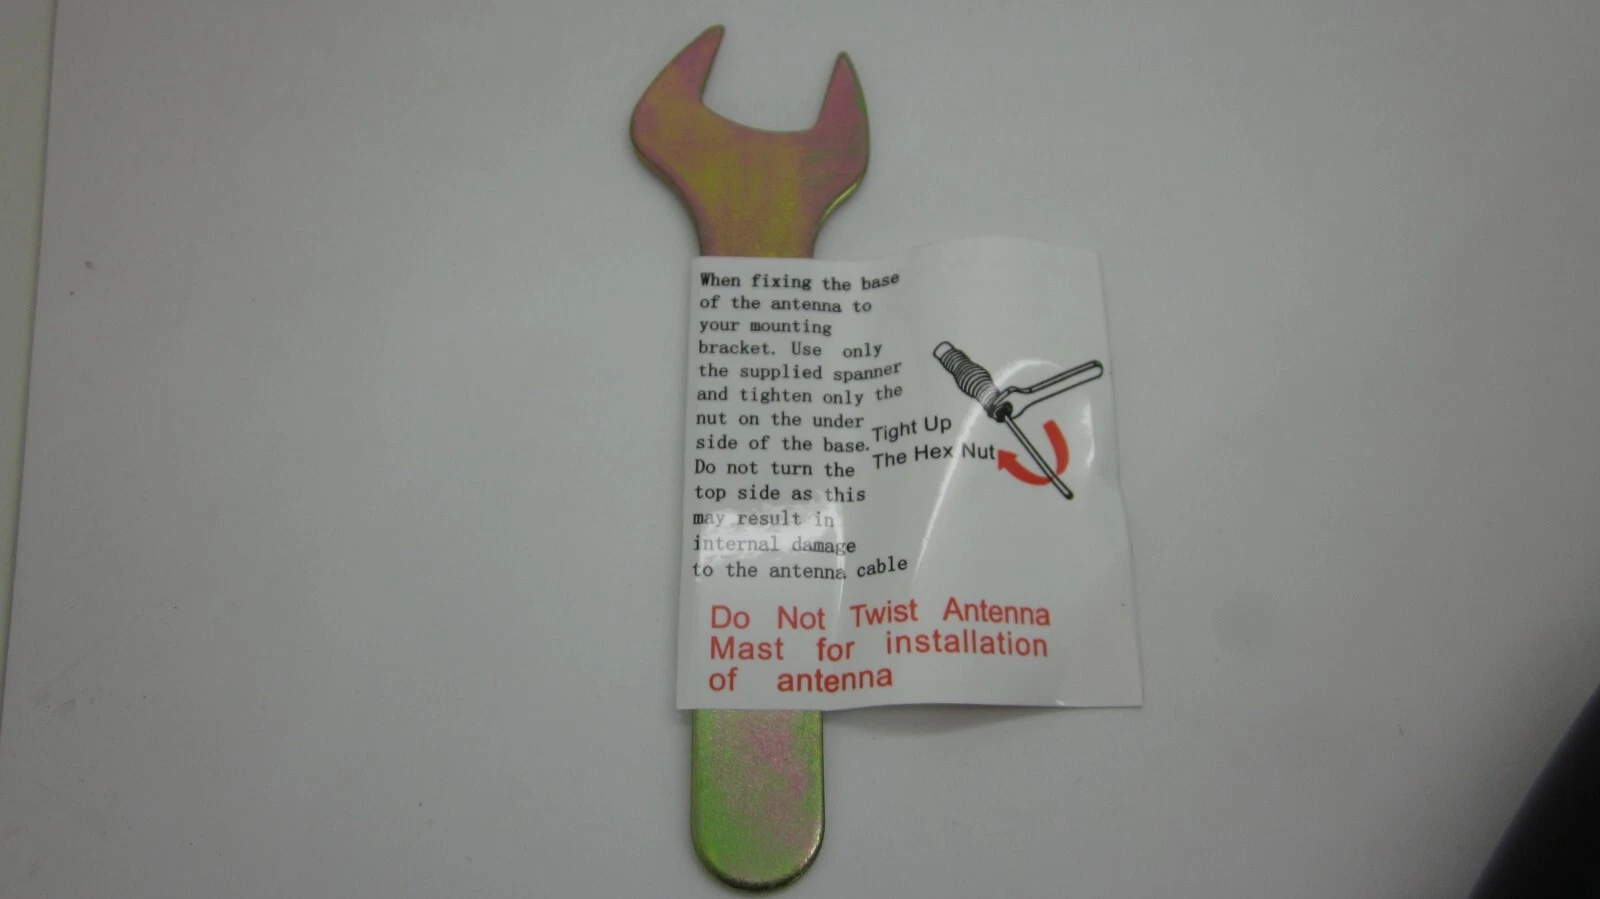 When fixing the base
of the antenna to
your mounting
bracket. Use only
the supplied spanner
and tighten only the
nut on the under
side of the base.
Do not turn the
top side as this
may result in
internal damage
to the antenna cable
Tight Up
The Hex Nut
Do Not Twist Antenna
Mast for installation
of antenna